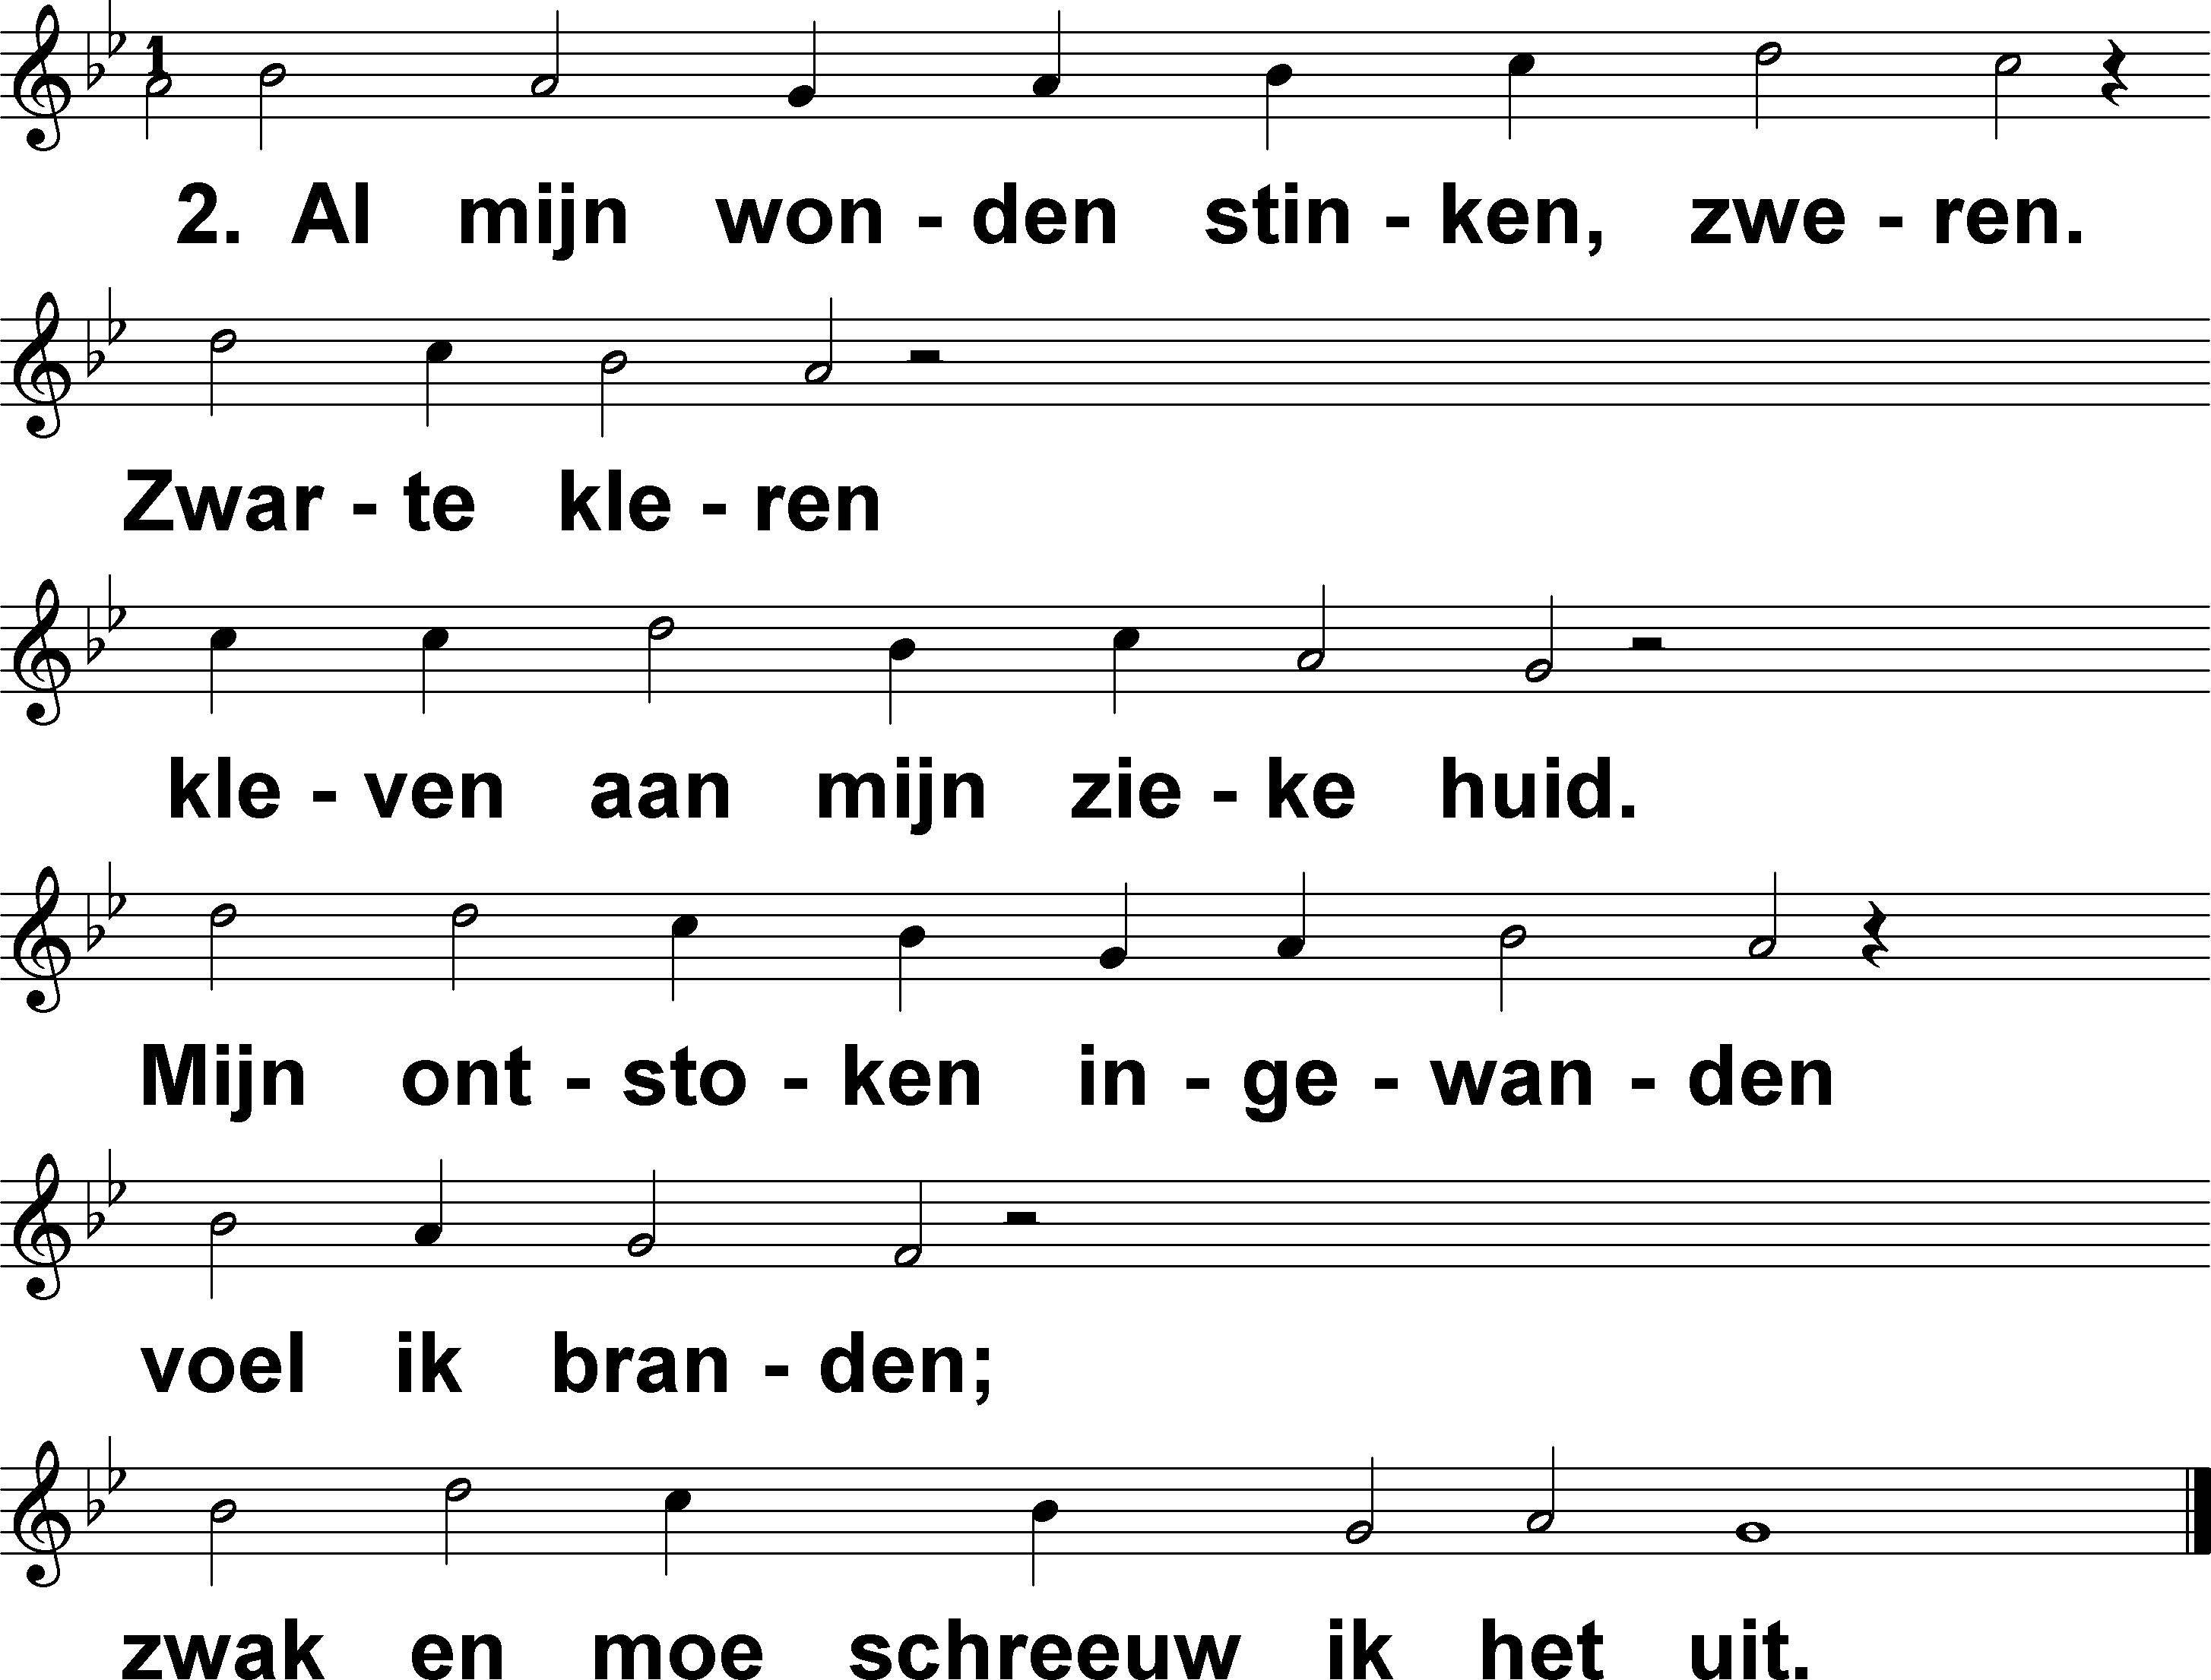 1
2. Al mijn won - den stin - ken, zwe - ren.
Zwar - te kle - ren
kle - ven aan mijn zie - ke huid.
Mijn ont - sto - ken in - ge - wan - den
voel ik bran - den;
zwak en moe schreeuw ik het uit.